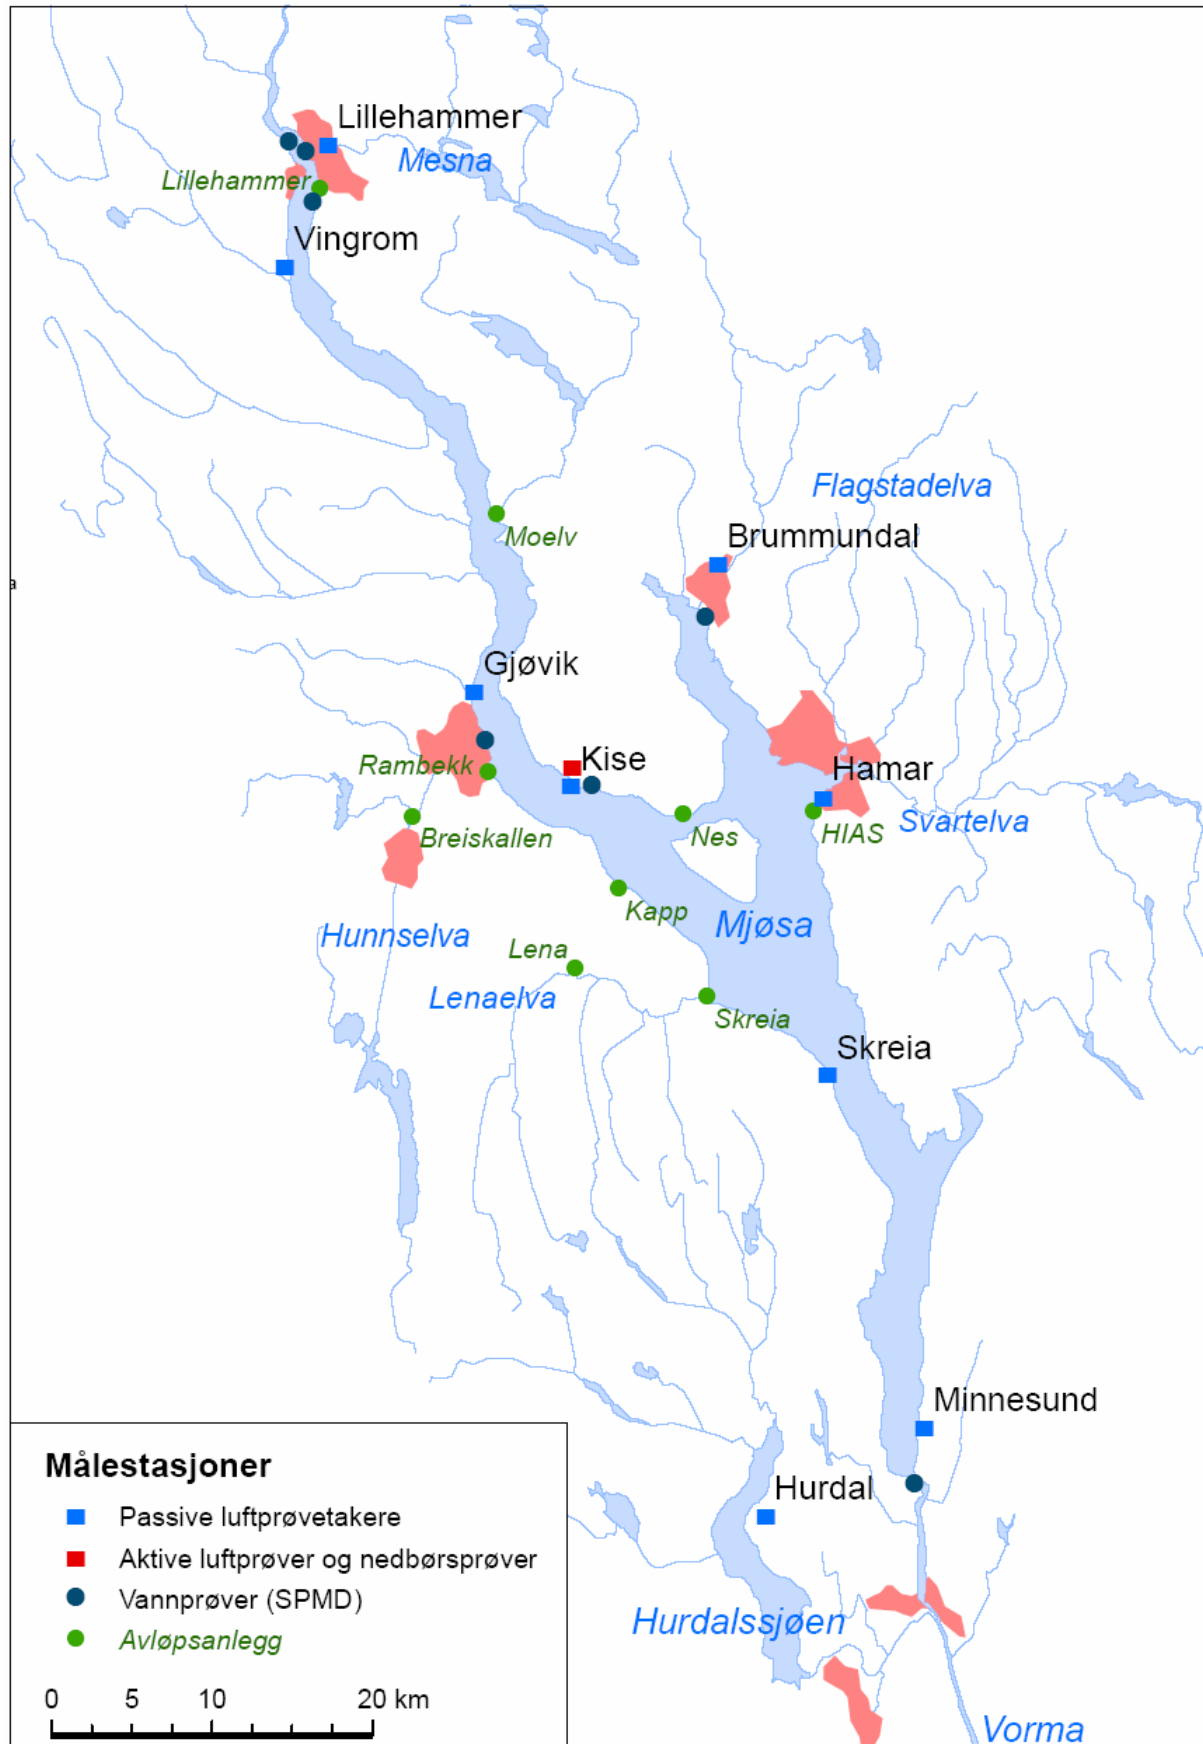 Lillehammer
Mesna
Lillehammer
Vingrom
Flagstadelva
Moelv
Brummundal
a
Gjøvik
Kise
Rambekk
Hamar
Breiskallen
Nes
HIAS
Svartelva
Kapp
Mjøsa
Hunnselva
Lena
Lenaelva
Skreia
Skreia
Minnesund
Hurdal
Hurdalssjøen
Vorma
Målestasjoner
Passive luftprøvetakere
Aktive luftprøver og nedbørsprøver
Vannprøver (SPMD)
Avløpsanlegg
0 5 10 20 km